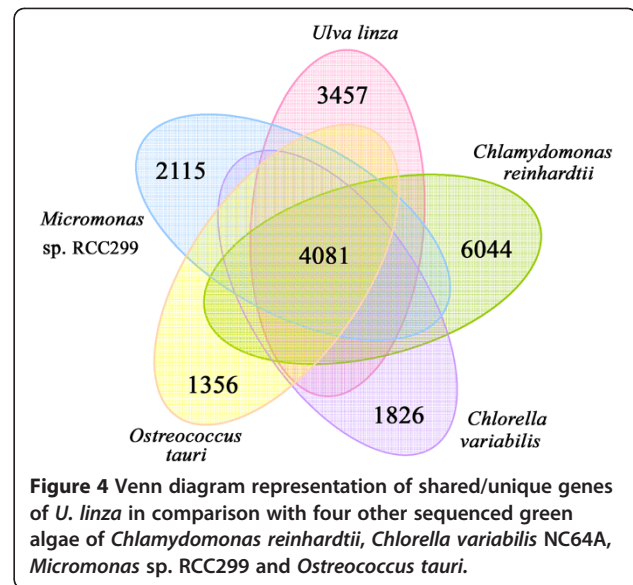 Ulva linza
3457
Chlamydomonas
reinhardtii
2115
Micromonas
sp. RCC299
4081
6044
1356
1826
Ostreococcus
tauri
Chlorella
variabilis
Figure 4 Venn diagram representation of shared/unique genes
of U. linza in comparison with four other sequenced green
algae of Chlamydomonas reinhardtii, Chlorella variabilis NC64A,
Micromonas sp. RCC299 and Ostreococcus tauri.